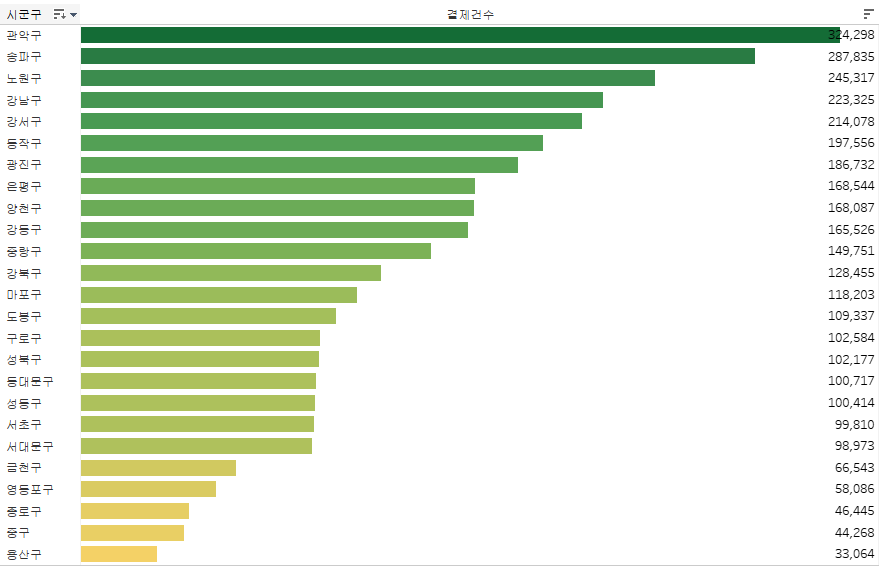 시군구 결제건수
관악구 324,298
송파구 287,835
노원구 245,317
강남구 223,325
강서구 214,078
동작구 197,556
광진구 186,732
은평구 168,544
양천구 168,087
강동구 165,526
중랑구 149,751
강북구 128,455
마포구 118,203
도봉구 109,337
구로구 102,584
성북구 102,177
동대문구 100,717
성동구 100,414
서초구 99,810
서대문구 98,973
금천구 66,543
영등포구 58,086
종로구 46,445
중구 44,268
용산구 33,064